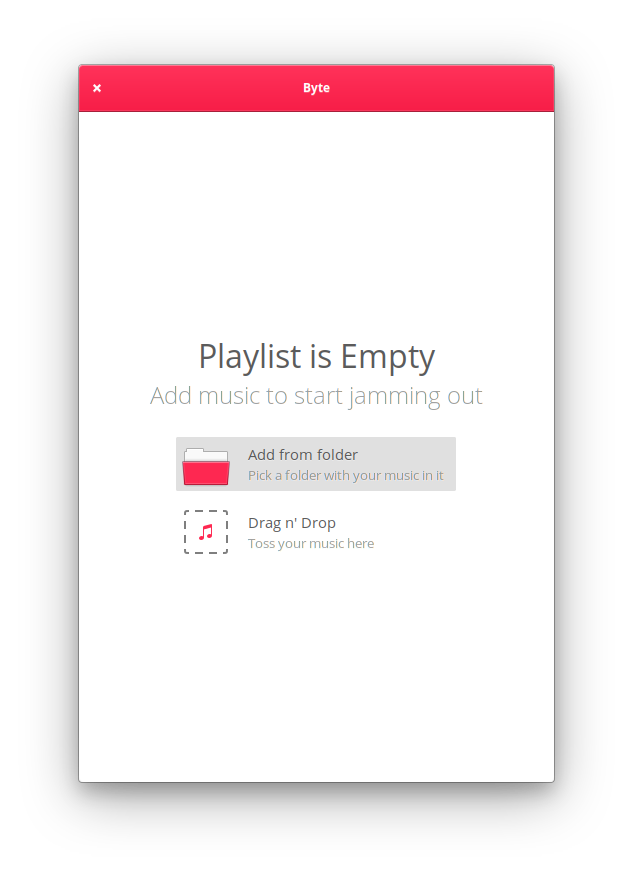 Byte
Playlist is Empty
Add music to start jamming out
Add from folder
Pick a folder with your music in it
Drag n' Drop
Toss your music here